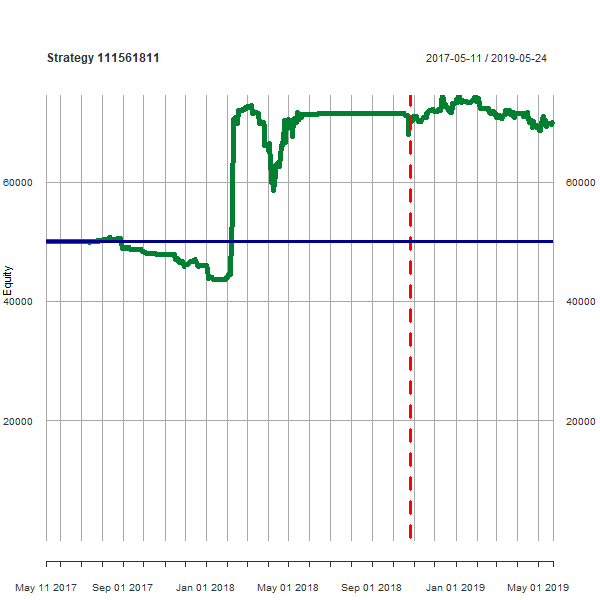 Strategy 111561811
2017-05-11 / 2019-05-24
60000
60000
Equity
40000
40000
20000
20000
May 11 2017
Sep 01 2017
Jan 01 2018
May 01 2018
Sep 01 2018
Jan 01 2019
May 01 2019